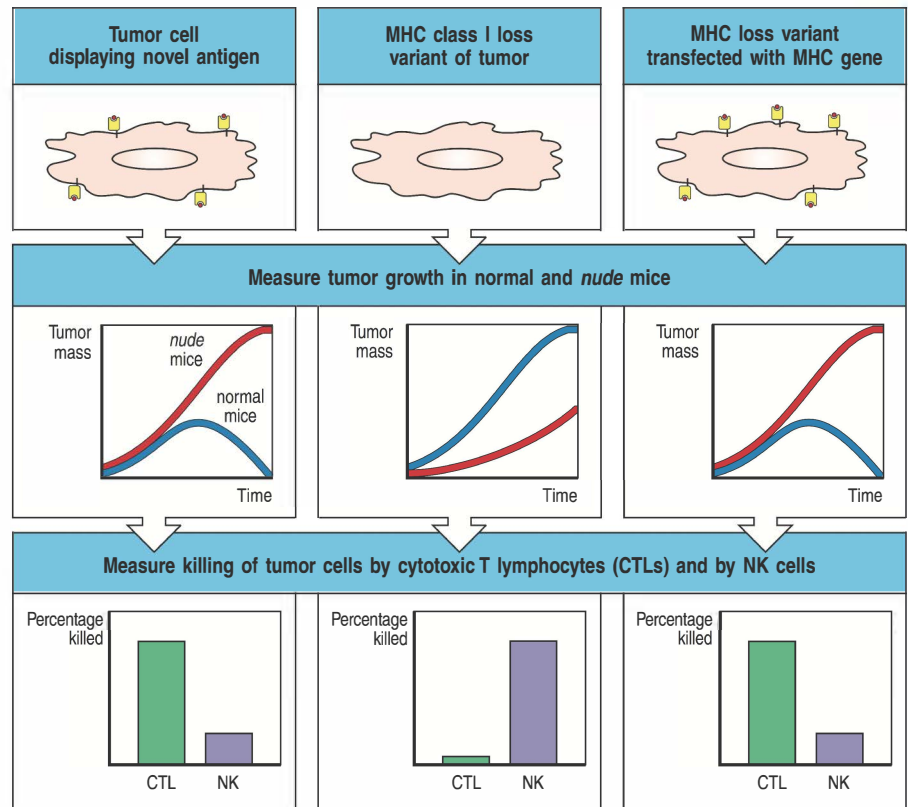 Tumor cell
displaying novel antigen
MHC class I loss
variant of tumor
MHC loss variant
transfected with MHC gene
Measure tumor growth in normal and nude mice
Tumor
mass
nude
mice
normal
mice
Time
Tumor
mass
Time
Tumor
mass
Time
Measure killing of tumor cells by cytotoxic T lymphocytes (CTLs) and by NK cells
Percentage
killed
CTL NK
Percentage
killed
CTL NK
Percentage
killed
CTL NK